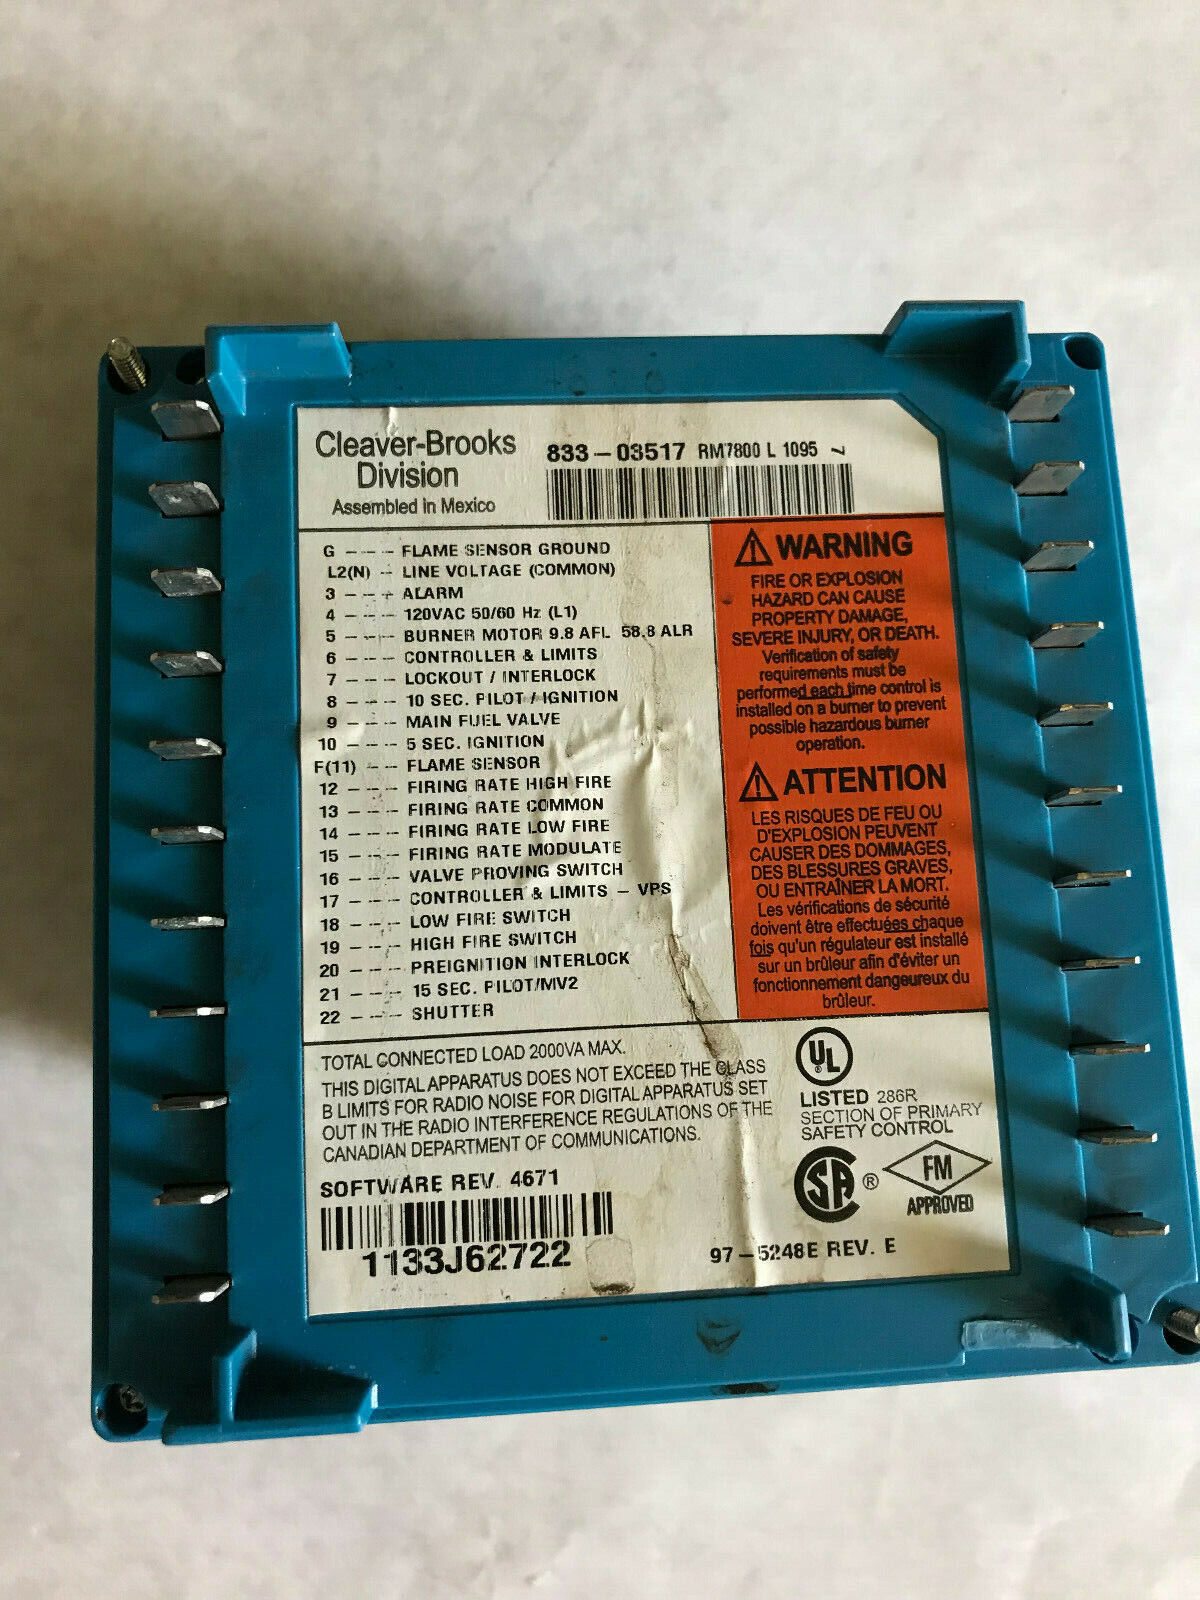 Cleaver-Brooks
Division
Assembled in Mexico
833-03517 RM7800 L 1095
G ---- FLAME SENSOR GROUND
L2(N) -- LINE VOLTAGE (COMMON)
3 ---- ALARM
4 ---- 120VAC 50/60 Hz (L1)
5 ---- BURNER MOTOR 9.8 AFL 58.8 ALR
6 ---- CONTROLLER & LIMITS
7 ---- LOCKOUT / INTERLOCK
8 ---- 10 SEC. PILOT / IGNITION
9 ---- MAIN FUEL VALVE
10 ---- 5 SEC. IGNITION
F(11) -- FLAME SENSOR
12 ---- FIRING RATE HIGH FIRE
13 ---- FIRING RATE COMMON
14 ---- FIRING RATE LOW FIRE
15 ---- FIRING RATE MODULATE
16 ---- VALVE PROVING SWITCH
17 ---- CONTROLLER & LIMITS - VPS
18 ---- LOW FIRE SWITCH
19 ---- HIGH FIRE SWITCH
20 ---- PREIGNITION INTERLOCK
21 ---- 15 SEC. PILOT/MV2
22 ---- SHUTTER
WARNING
FIRE OR EXPLOSION
HAZARD CAN CAUSE
PROPERTY DAMAGE,
SEVERE INJURY, OR DEATH.
Verification of safety
requirements must be
performed each time control is
installed on a burner to prevent
possible hazardous burner
operation.
ATTENTION
LES RISQUES DE FEU OU
D'EXPLOSION PEUVENT
CAUSER DES DOMMAGES,
DES BLESSURES GRAVES,
OU ENTRAÎNER LA MORT.
Les vérifications de sécurité
doivent être effectuées chaque
fois qu'un régulateur est installé
sur un brûleur afin d'éviter un
fonctionnement dangeureux du
brûleur.
TOTAL CONNECTED LOAD 2000VA MAX.
THIS DIGITAL APPARATUS DOES NOT EXCEED THE CLASS
B LIMITS FOR RADIO NOISE FOR DIGITAL APPARATUS SET
OUT IN THE RADIO INTERFERENCE REGULATIONS OF THE
CANADIAN DEPARTMENT OF COMMUNICATIONS.
SOFTWARE REV. 4671
1133J62722
UL ®
LISTED 286R
SECTION OF PRIMARY
SAFETY CONTROL
SA ®
FM
APPROVED
97-5248E REV. E